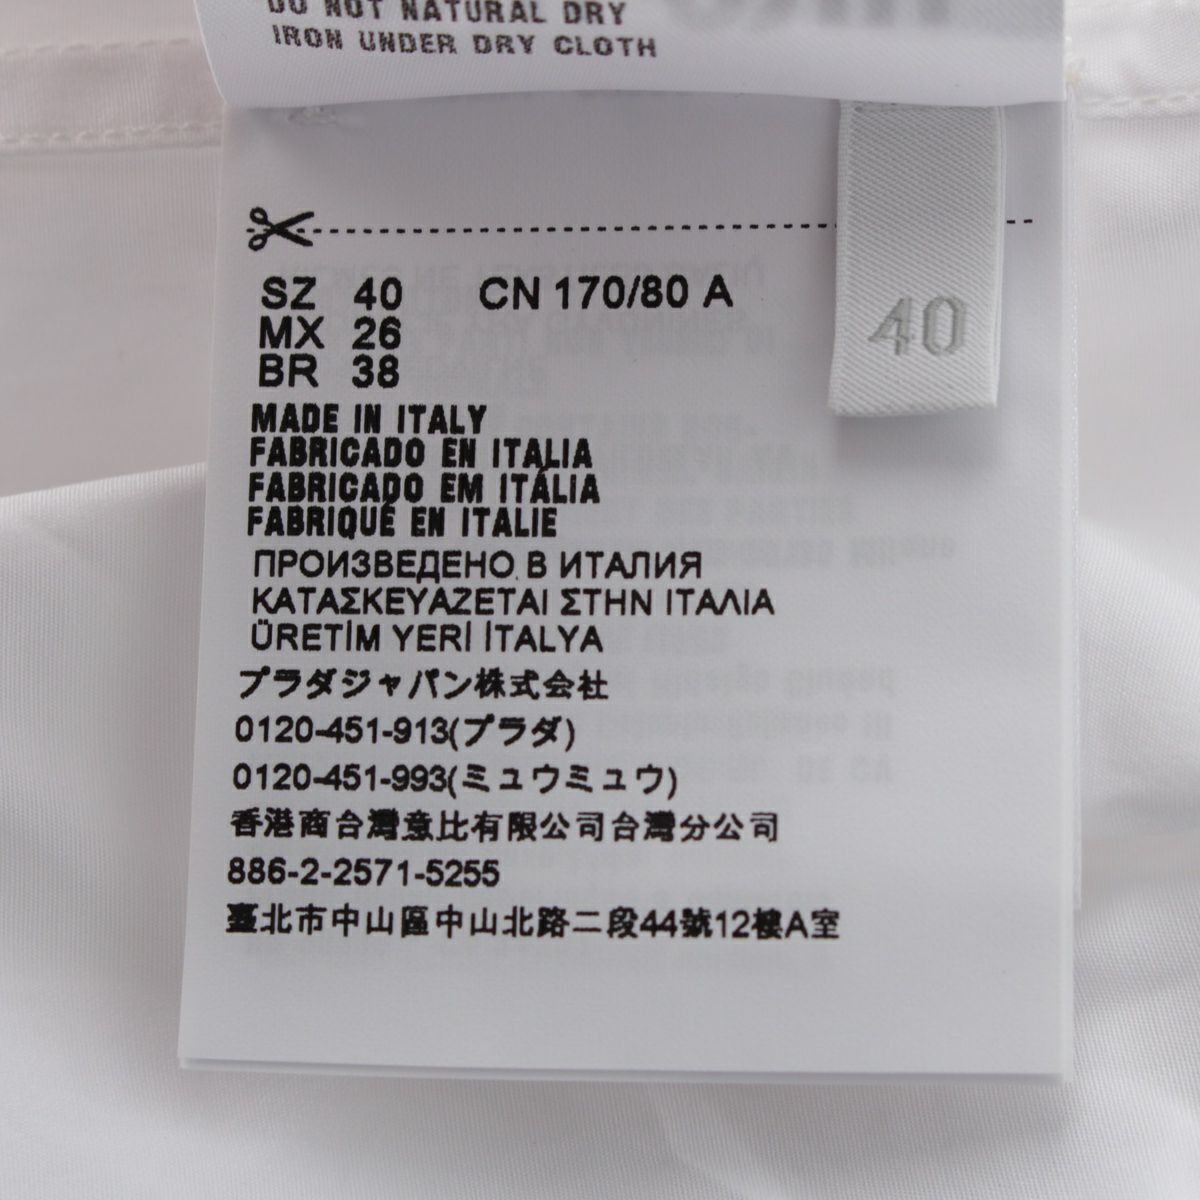 DO NOT NATURAL DRY
IRON UNDER DRY CLOTH
SZ 40 CN 170/80 A
MX 26
BR 38
40
MADE IN ITALY
FABRICADO EN ITALIA
FABRICADO EM ITÁLIA
FABRIQUÉ EN ITALIE
ПРОИЗВЕДЕНО В ИТАЛИЯ
ΚΑΤΑΣΚΕΥΑΖΕΤΑΙ ΣΤΗΝ ΙΤΑΛΙΑ
ÜRETİM YERİ İTALYA
プラダジャパン株式会社
0120-451-913(プラダ)
0120-451-993(ミュウミュウ)
香港商台灣意比有限公司台灣分公司
886-2-2571-5255
臺北市中山區中山北路二段44號12樓A室